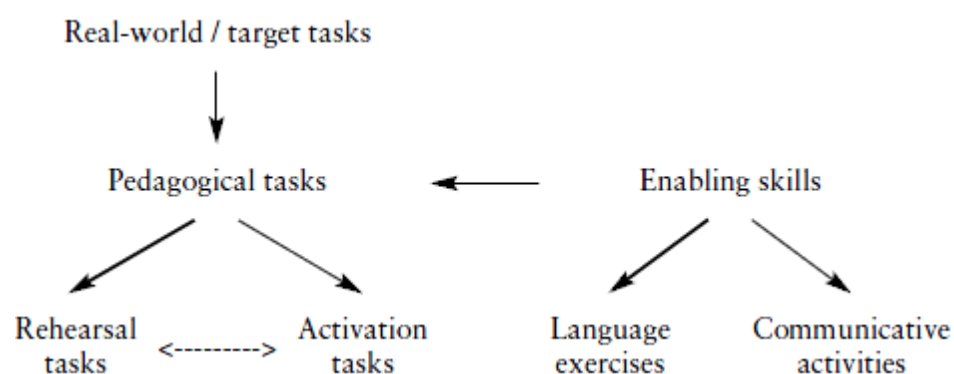 Real-world / target tasks
Pedagogical tasks
Enabling skills
Rehearsal
tasks
<--------->
Activation
tasks
Language
exercises
Communicative
activities